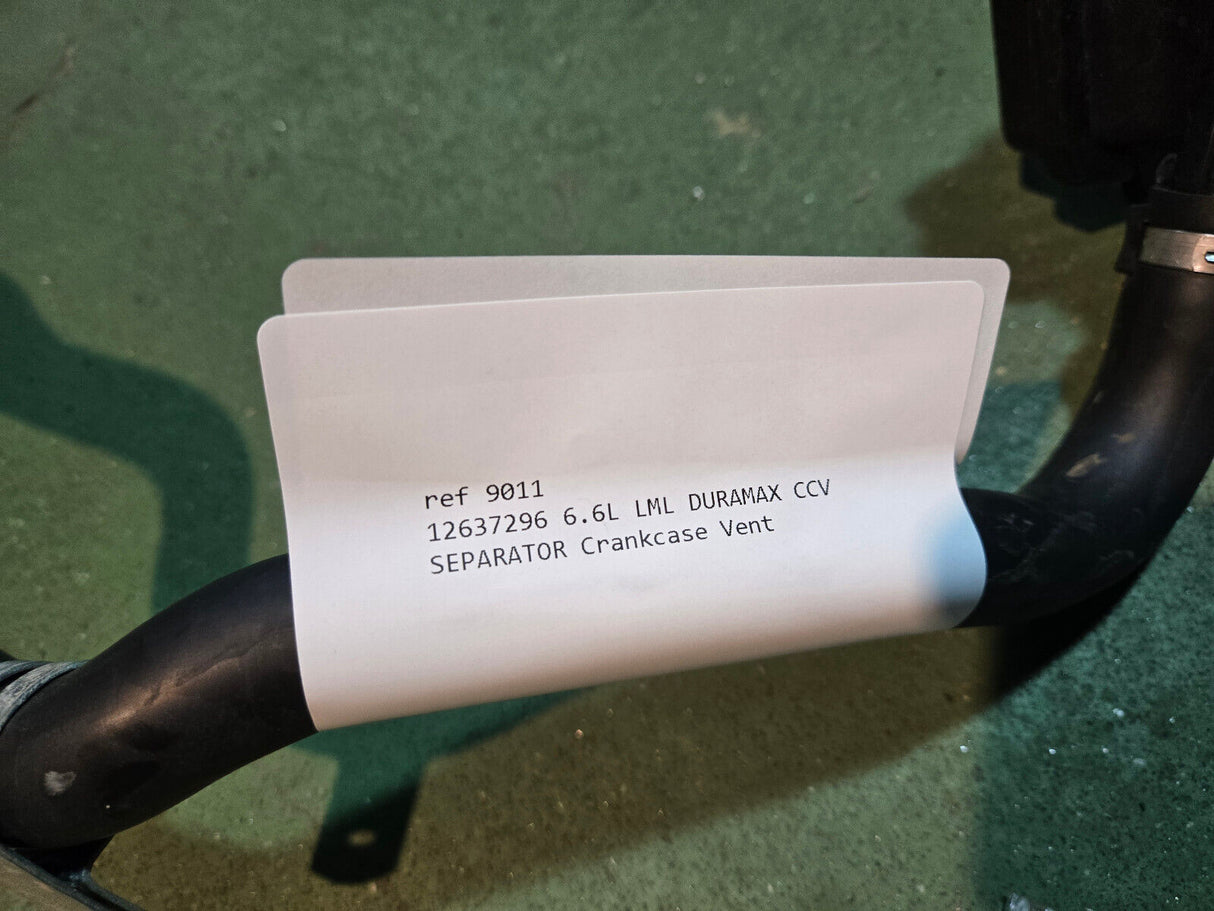 ref 9011
12637296 6.6L LML DURAMAX CCV
SEPARATOR Crankcase Vent